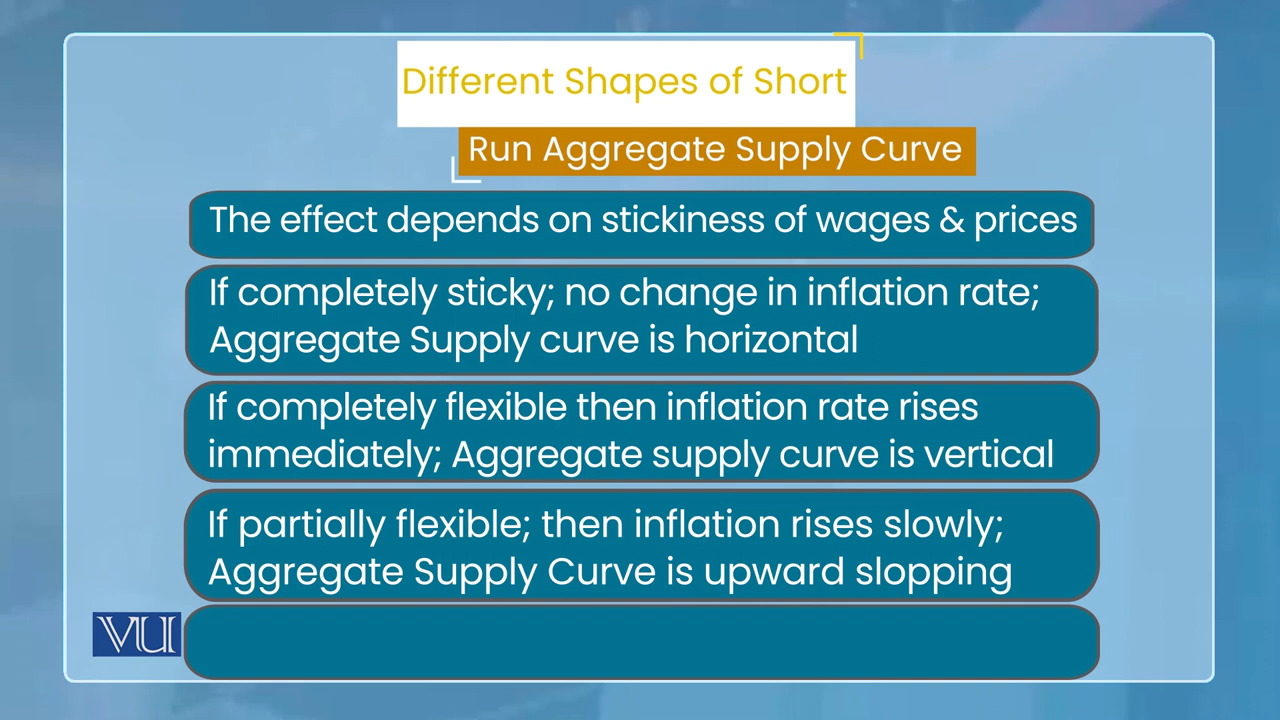 Different Shapes of Short
Run Aggregate Supply Curve
The effect depends on stickiness of wages & prices
If completely sticky; no change in inflation rate;
Aggregate Supply curve is horizontal
If completely flexible then inflation rate rises
immediately; Aggregate supply curve is vertical
If partially flexible; then inflation rises slowly;
Aggregate Supply Curve is upward slopping
VU